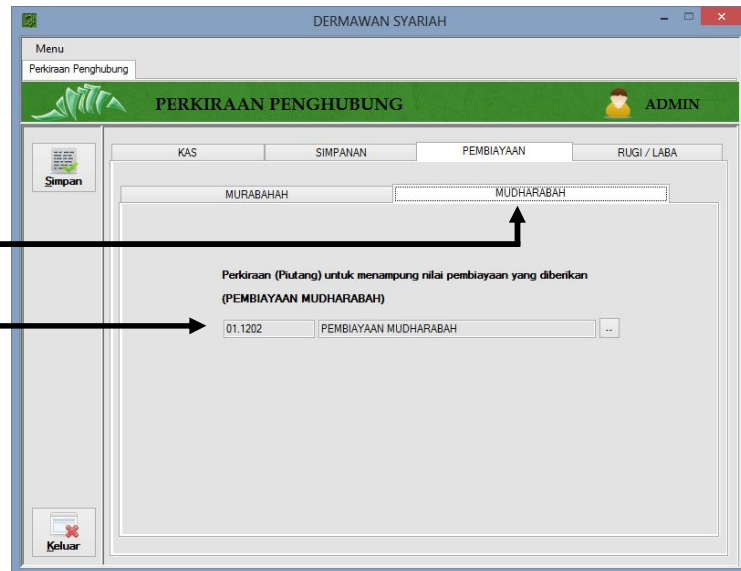 DERMAWAN SYARIAH
Menu
Perkiraan Penghubung
PERKIRAAN PENGHUBUNG
ADMIN
Simpan
KAS
SIMPANAN
PEMBIAYAAN
RUGI / LABA
MURABAHAH
MUDHARABAH
Perkiraan (Piutang) untuk menampung nilai pembiayaan yang diberikan
(PEMBIAYAAN MUDHARABAH)
01.1202
PEMBIAYAAN MUDHARABAH
...
Keluar